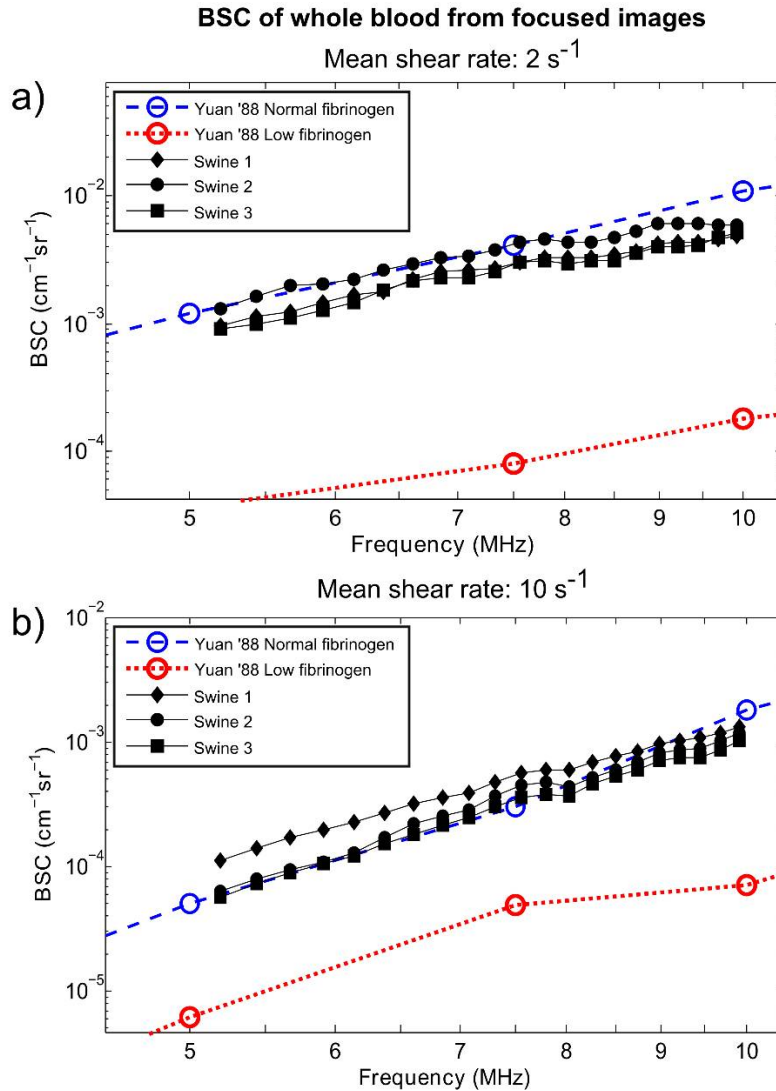 BSC of whole blood from focused images
Mean shear rate: 2 s⁻¹
a)
Yuan '88 Normal fibrinogen
Yuan '88 Low fibrinogen
Swine 1
Swine 2
Swine 3
10⁻²
10⁻³
10⁻⁴
BSC (cm⁻¹sr⁻¹)
5 6 7 8 9 10
Frequency (MHz)
Mean shear rate: 10 s⁻¹
b)
10⁻²
Yuan '88 Normal fibrinogen
Yuan '88 Low fibrinogen
Swine 1
Swine 2
Swine 3
10⁻³
10⁻⁴
10⁻⁵
BSC (cm⁻¹sr⁻¹)
5 6 7 8 9 10
Frequency (MHz)